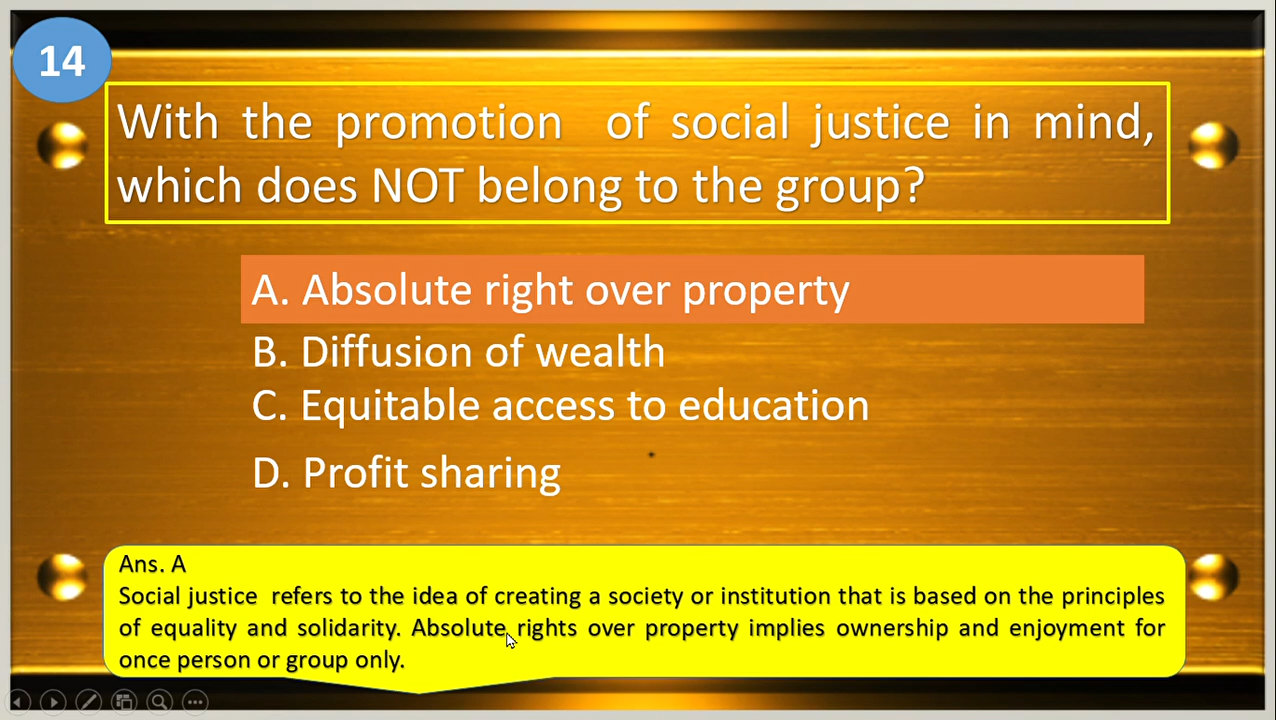 14
With the promotion of social justice in mind,
which does NOT belong to the group?
A. Absolute right over property
B. Diffusion of wealth
C. Equitable access to education
D. Profit sharing
Ans. A
Social justice refers to the idea of creating a society or institution that is based on the principles
of equality and solidarity. Absolute rights over property implies ownership and enjoyment for
once person or group only.